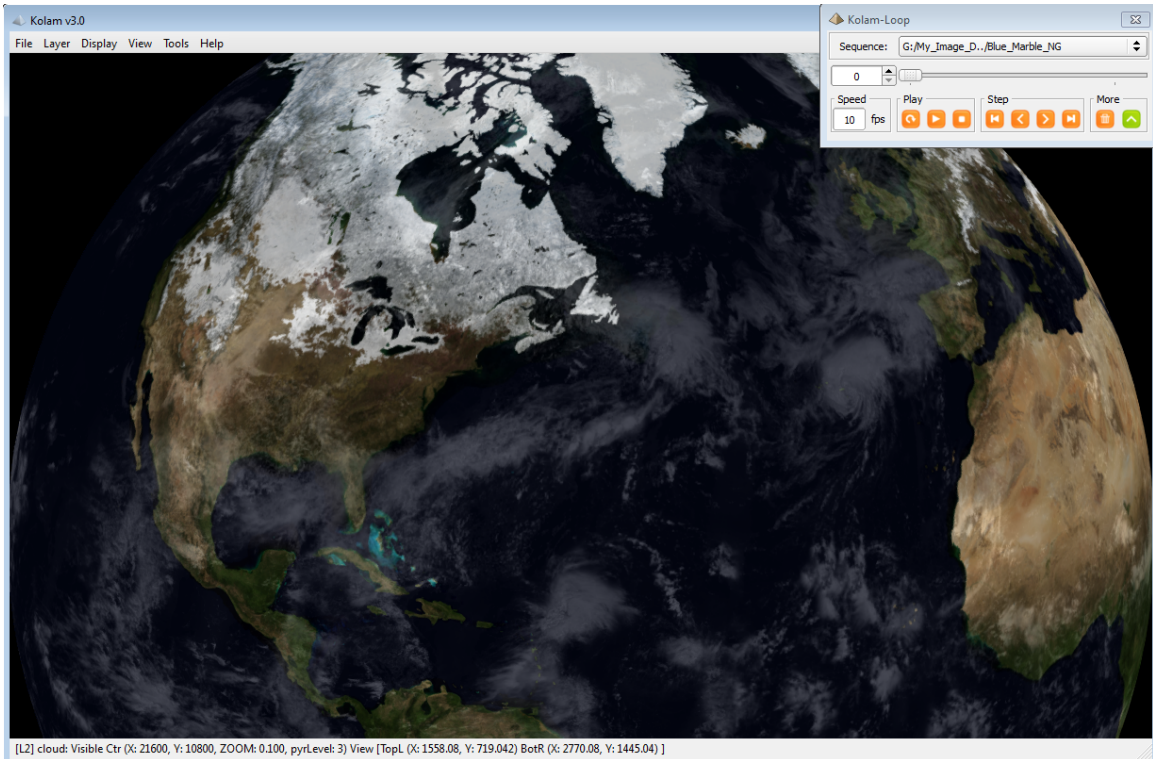 Kolam v3.0
File Layer Display View Tools Help
Kolam-Loop
Sequence: G:/My_Image_D../Blue_Marble_NG
0
Speed Play Step More
10 fps
[L2] cloud: Visible Ctr (X: 21600, Y: 10800, ZOOM: 0.100, pyrLevel: 3) View [TopL (X: 1558.08, Y: 719.042) BotR (X: 2770.08, Y: 1445.04) ]